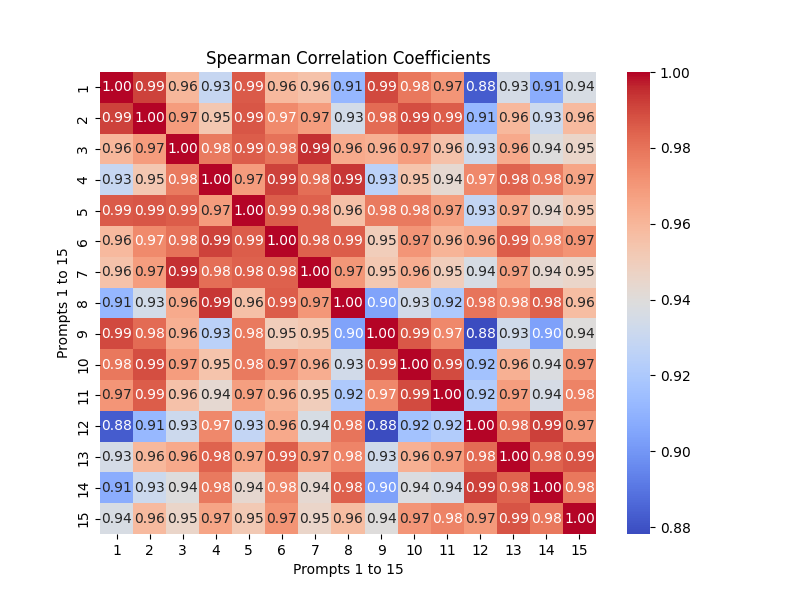 Spearman Correlation Coefficients
1 1.00 0.99 0.96 0.93 0.99 0.96 0.96 0.91 0.99 0.98 0.97 0.88 0.93 0.91 0.94
2 0.99 1.00 0.97 0.95 0.99 0.97 0.97 0.93 0.98 0.99 0.99 0.91 0.96 0.93 0.96
3 0.96 0.97 1.00 0.98 0.99 0.98 0.99 0.96 0.96 0.97 0.96 0.93 0.96 0.94 0.95
4 0.93 0.95 0.98 1.00 0.97 0.99 0.98 0.99 0.93 0.95 0.94 0.97 0.98 0.98 0.97
5 0.99 0.99 0.99 0.97 1.00 0.99 0.98 0.96 0.98 0.98 0.97 0.93 0.97 0.94 0.95
6 0.96 0.97 0.98 0.99 0.99 1.00 0.98 0.99 0.95 0.97 0.96 0.96 0.99 0.98 0.97
7 0.96 0.97 0.99 0.98 0.98 0.98 1.00 0.97 0.95 0.96 0.95 0.94 0.97 0.94 0.95
8 0.91 0.93 0.96 0.99 0.96 0.99 0.97 1.00 0.90 0.93 0.92 0.98 0.98 0.98 0.96
9 0.99 0.98 0.96 0.93 0.98 0.95 0.95 0.90 1.00 0.99 0.97 0.88 0.93 0.90 0.94
10 0.98 0.99 0.97 0.95 0.98 0.97 0.96 0.93 0.99 1.00 0.99 0.92 0.96 0.94 0.97
11 0.97 0.99 0.96 0.94 0.97 0.96 0.95 0.92 0.97 0.99 1.00 0.92 0.97 0.94 0.98
12 0.88 0.91 0.93 0.97 0.93 0.96 0.94 0.98 0.88 0.92 0.92 1.00 0.98 0.99 0.97
13 0.93 0.96 0.96 0.98 0.97 0.99 0.97 0.98 0.93 0.96 0.97 0.98 1.00 0.98 0.99
14 0.91 0.93 0.94 0.98 0.94 0.98 0.94 0.98 0.90 0.94 0.94 0.99 0.98 1.00 0.98
15 0.94 0.96 0.95 0.97 0.95 0.97 0.95 0.96 0.94 0.97 0.98 0.97 0.99 0.98 1.00
1 2 3 4 5 6 7 8 9 10 11 12 13 14 15
Prompts 1 to 15
Prompts 1 to 15
1.00
0.98
0.96
0.94
0.92
0.90
0.88